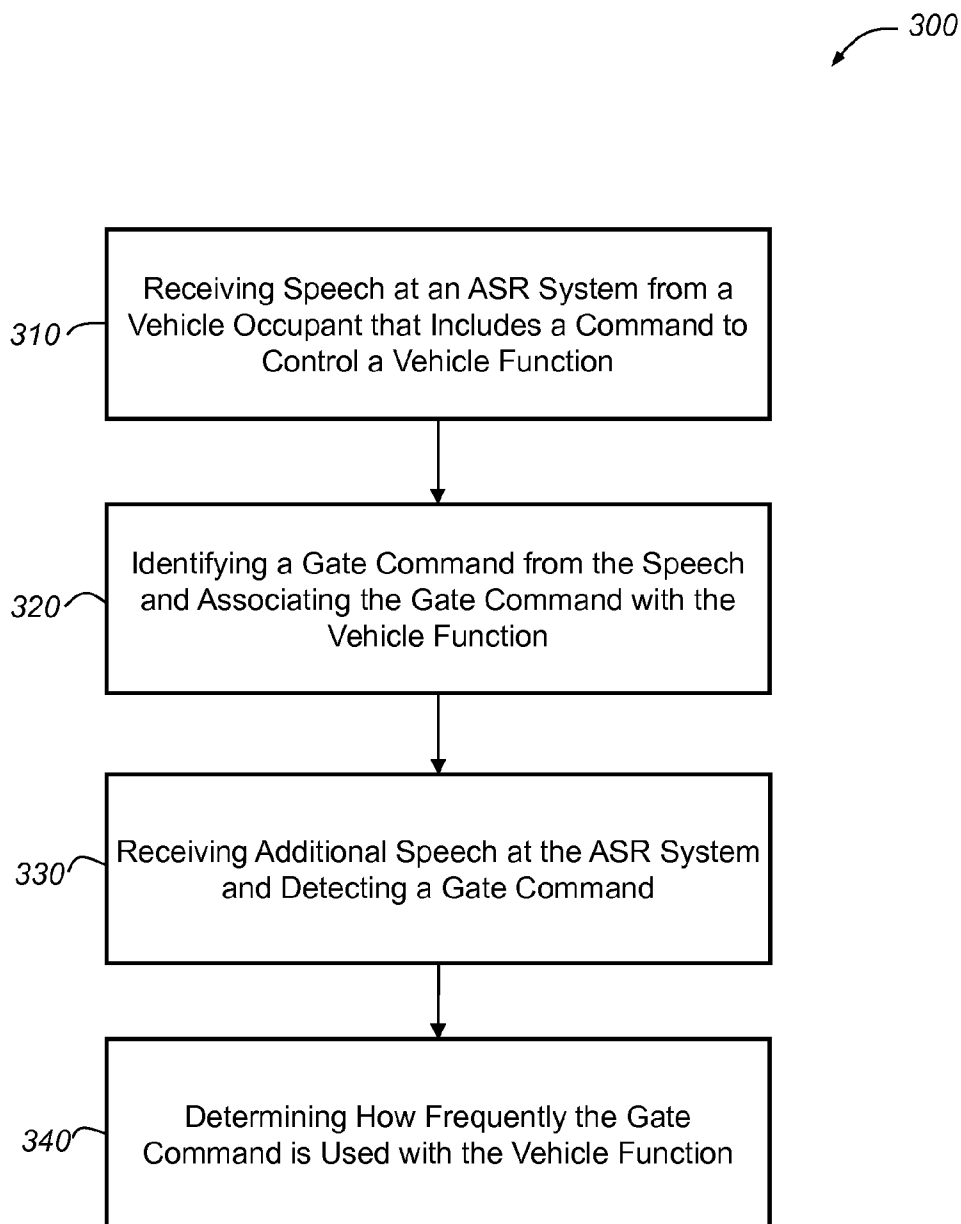 300
310
Receiving Speech at an ASR System from a
Vehicle Occupant that Includes a Command to
Control a Vehicle Function
320
Identifying a Gate Command from the Speech
and Associating the Gate Command with the
Vehicle Function
330
Receiving Additional Speech at the ASR System
and Detecting a Gate Command
340
Determining How Frequently the Gate
Command is Used with the Vehicle Function